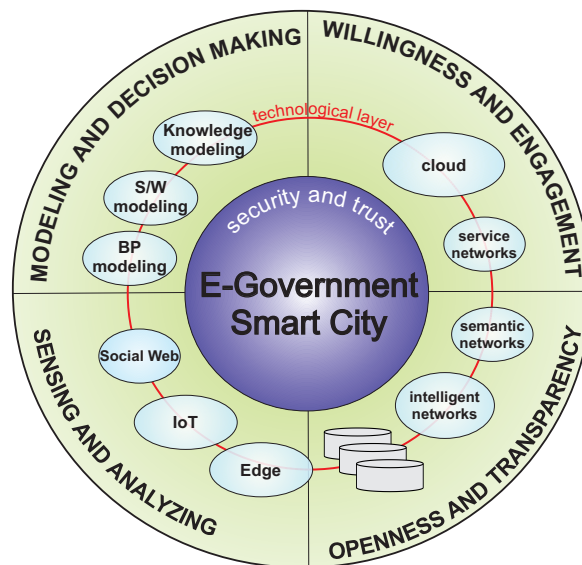 MODELING AND DECISION MAKING
WILLINGNESS AND ENGAGEMENT
technological layer
Knowledge
modeling
cloud
S/W
modeling
security and trust
service
networks
BP
modeling
E-Government
Smart City
semantic
networks
Social Web
intelligent
networks
IoT
Edge
SENSING AND ANALYZING
OPENNESS AND TRANSPARENCY